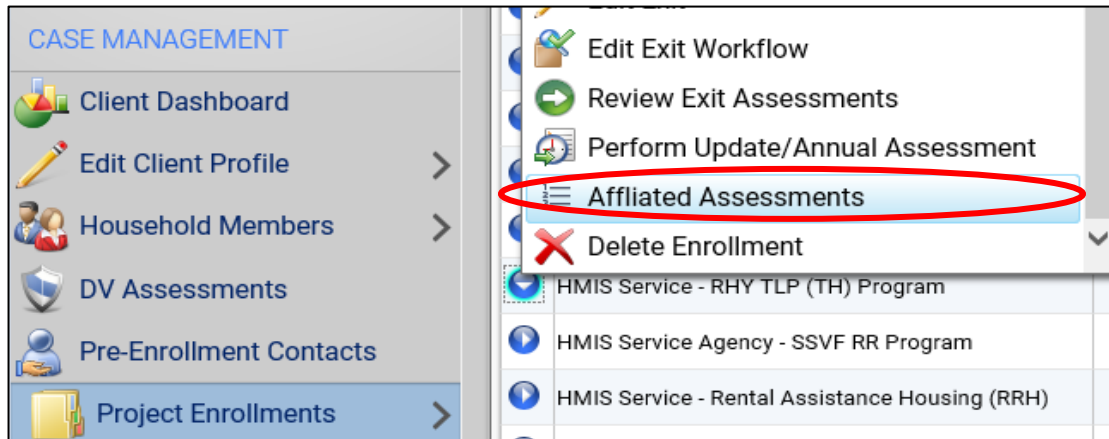 CASE MANAGEMENT
Client Dashboard
Edit Client Profile
Household Members
DV Assessments
Pre-Enrollment Contacts
Project Enrollments
Edit Exit Workflow
Review Exit Assessments
Perform Update/Annual Assessment
Affliated Assessments
Delete Enrollment
HMIS Service - RHY TLP (TH) Program
HMIS Service Agency - SSVF RR Program
HMIS Service - Rental Assistance Housing (RRH)